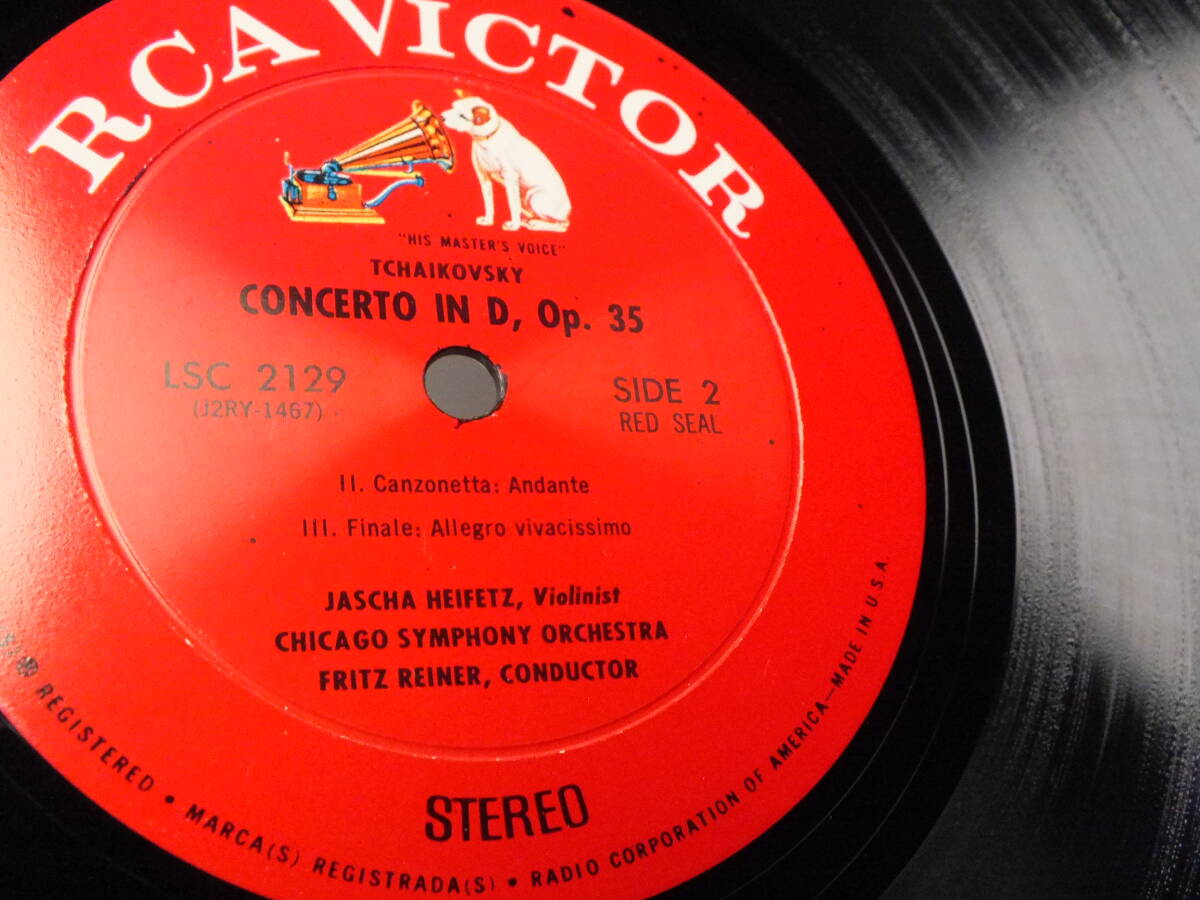 RCA VICTOR
"HIS MASTER'S VOICE"
TCHAIKOVSKY
CONCERTO IN D, Op. 35
LSC 2129
(J2RY-1467)
SIDE 2
RED SEAL
II. Canzonetta: Andante
III. Finale: Allegro vivacissimo
JASCHA HEIFETZ, Violinist
CHICAGO SYMPHONY ORCHESTRA
FRITZ REINER, CONDUCTOR
STEREO
® REGISTERED • MARCA(S) REGISTRADA(S) • RADIO CORPORATION OF AMERICA—MADE IN U.S.A.